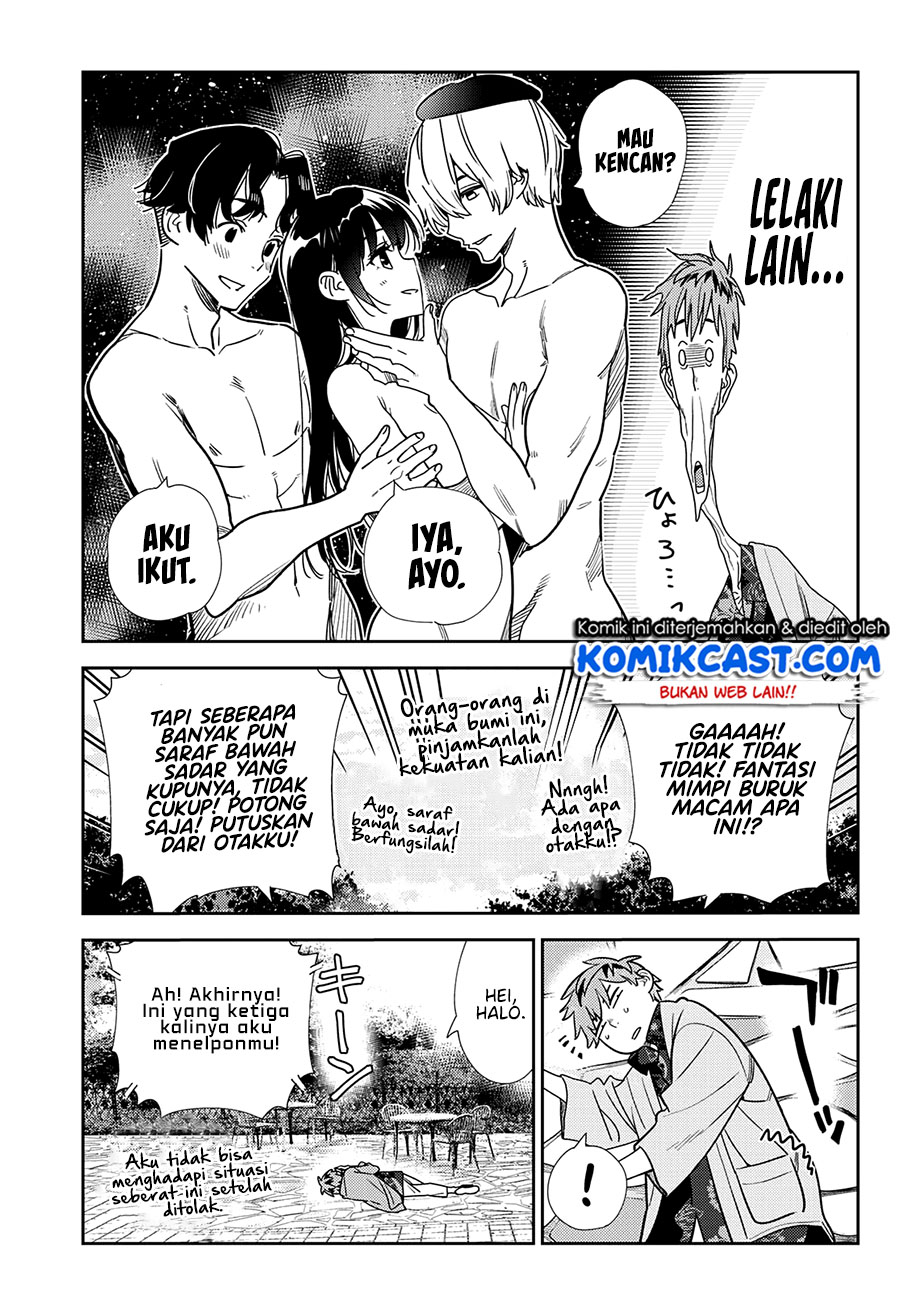 MAU
KENCAN?
LELAKI
LAIN...
IYA,
AYO.
AKU
IKUT.
ひょろ…っ
Komik ini diterjemahkan & diedit oleh
KOMIKCAST.COM
BUKAN WEB LAIN!!
GAAAAH!
TIDAK TIDAK
TIDAK! FANTASI
MIMPI BURUK
MACAM APA
INI!?
Nnngh!
Ada apa
dengan
otakku!?
Orang-orang di
muka bumi ini,
pinjamkanlah
kekuatan kalian!
Ayo, saraf
bawah sadar!
Berfungsilah!
TAPI SEBERAPA
BANYAK PUN
SARAF BAWAH
SADAR YANG
KUPUNYA, TIDAK
CUKUP! POTONG
SAJA! PUTUSKAN
DARI OTAKKU!
!
HEI,
HALO.
キーン
Ah! Akhirnya!
Ini yang ketiga
kalinya aku
menelponmu!
Aku tidak bisa
menghadapi situasi
seberat ini setelah
ditolak.